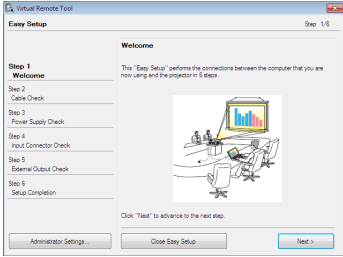 Virtual Remote Tool
Easy Setup
Step 1/6
Welcome
Step 1
Welcome
This "Easy Setup" performs the connections between the computer that you are
now using and the projector in 6 steps.
Step 2
Cable Check
Step 3
Power Supply Check
Step 4
Input Connector Check
Step 5
External Output Check
Step 6
Setup Completion
Click "Next" to advance to the next step.
Administrator Settings...
Close Easy Setup
Next >